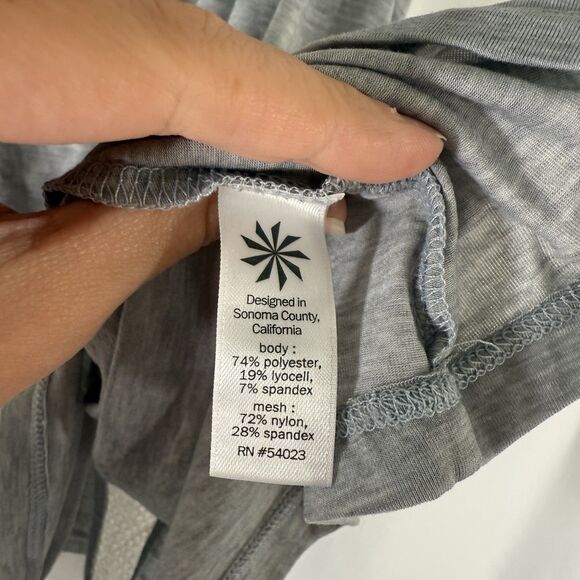 Designed in
Sonoma County,
California
body :
74% polyester,
19% lyocell,
7% spandex
mesh :
72% nylon,
28% spandex
RN #54023